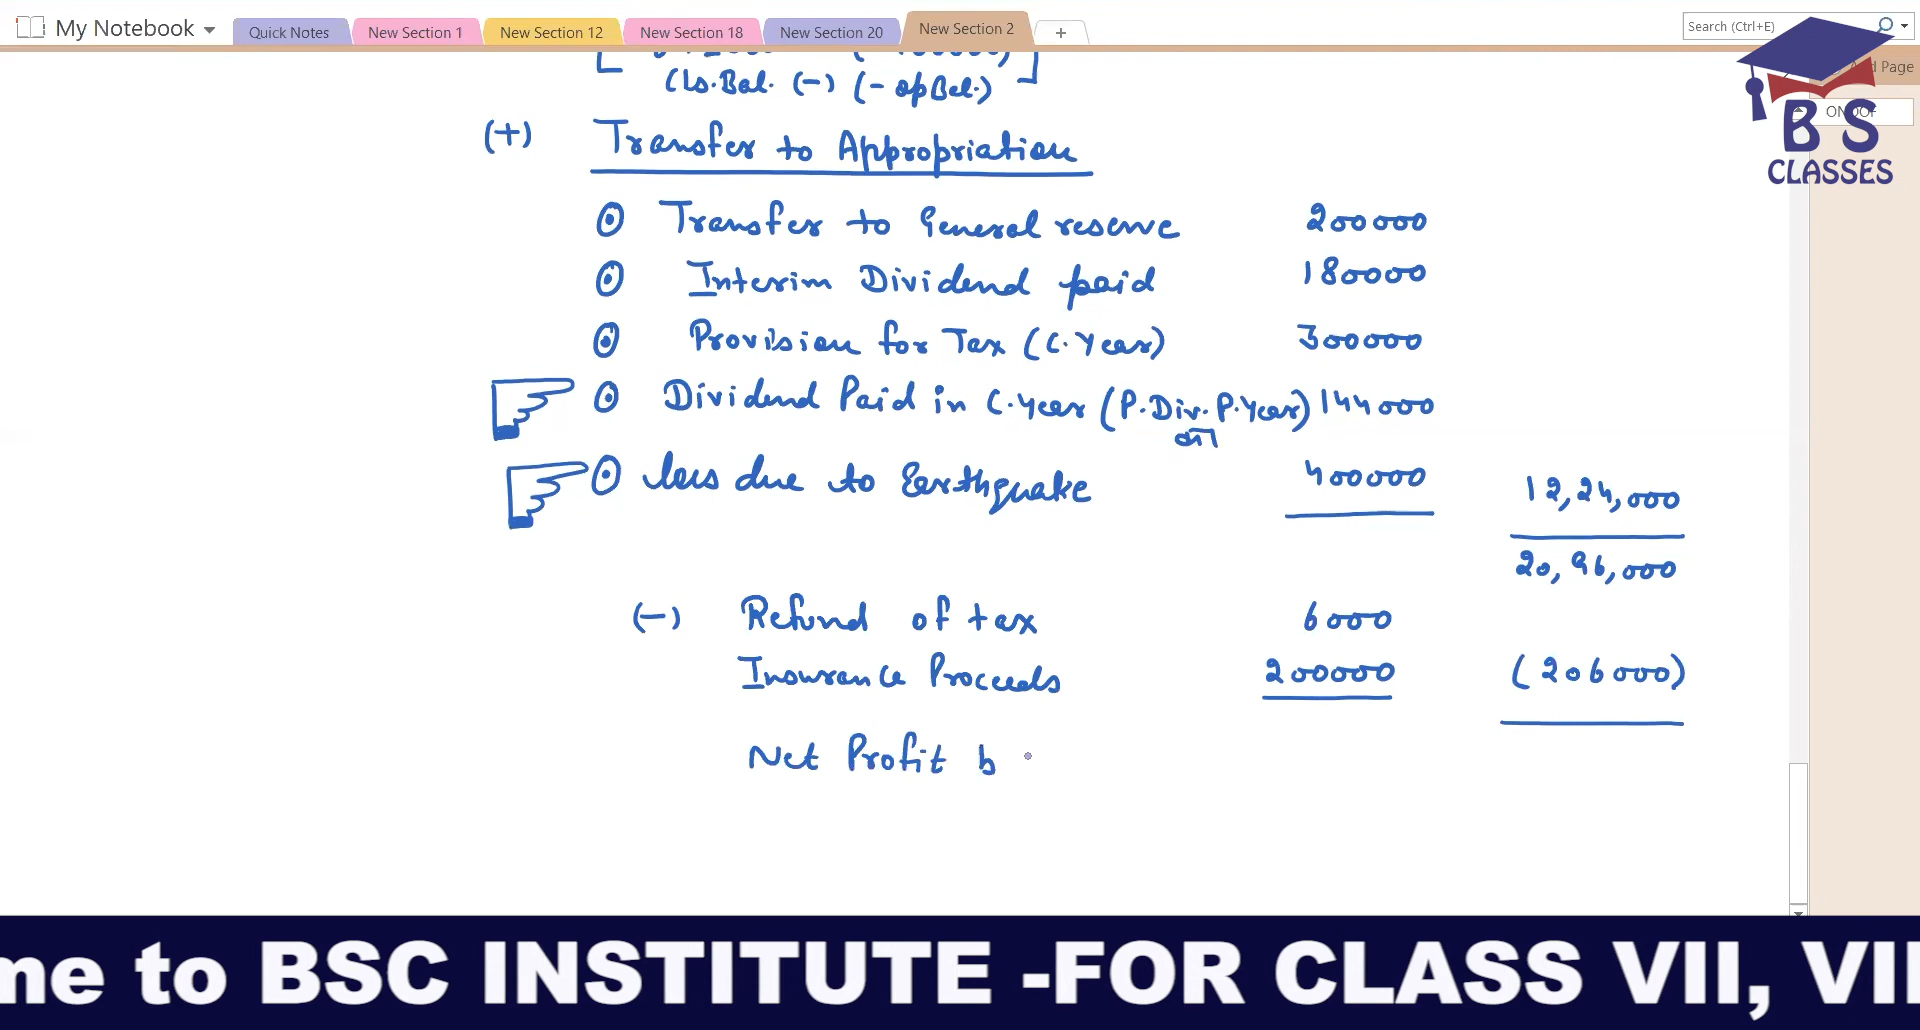 My Notebook
Quick Notes
New Section 1
New Section 12
New Section 18
New Section 20
New Section 2
+
Search (Ctrl+E)
d Page
B S
CLASSES
Cls.Bal. (-) (- op Bal.)
(+) Transfer to Appropriation
Transfer to General reserve 200000
Interim Dividend paid 180000
Provision for Tax (C.Year) 300000
Dividend Paid in C.year (P.Div. P.Year) 144000
loss due to Earthquake 400000 12,24,000
20,96,000
(-) Refund of tax 6000
Insurance Proceeds 200000 (206000)
Net Profit b
me to BSC INSTITUTE -FOR CLASS VII, VII